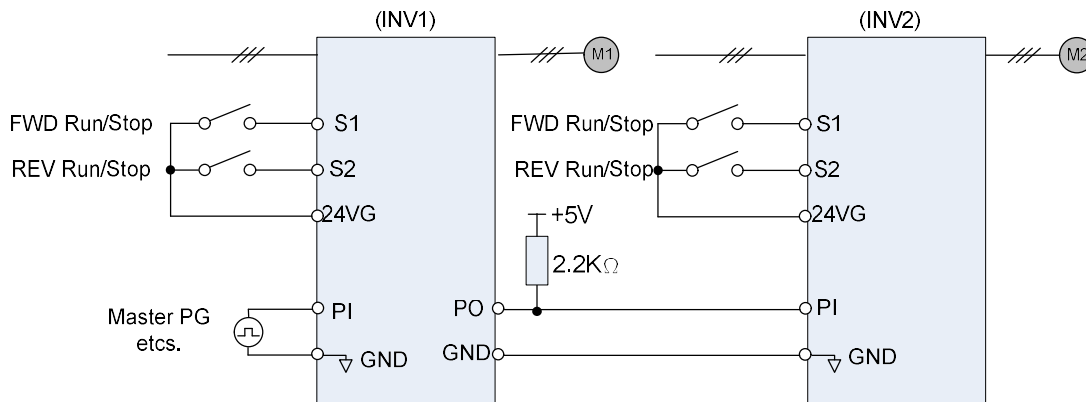 (INV1)
(INV2)
M1
M2
FWD Run/Stop
S1
REV Run/Stop
S2
24VG
FWD Run/Stop
S1
REV Run/Stop
S2
24VG
+5V
2.2KΩ
Master PG
etcs.
PI
GND
PO
GND
PI
GND